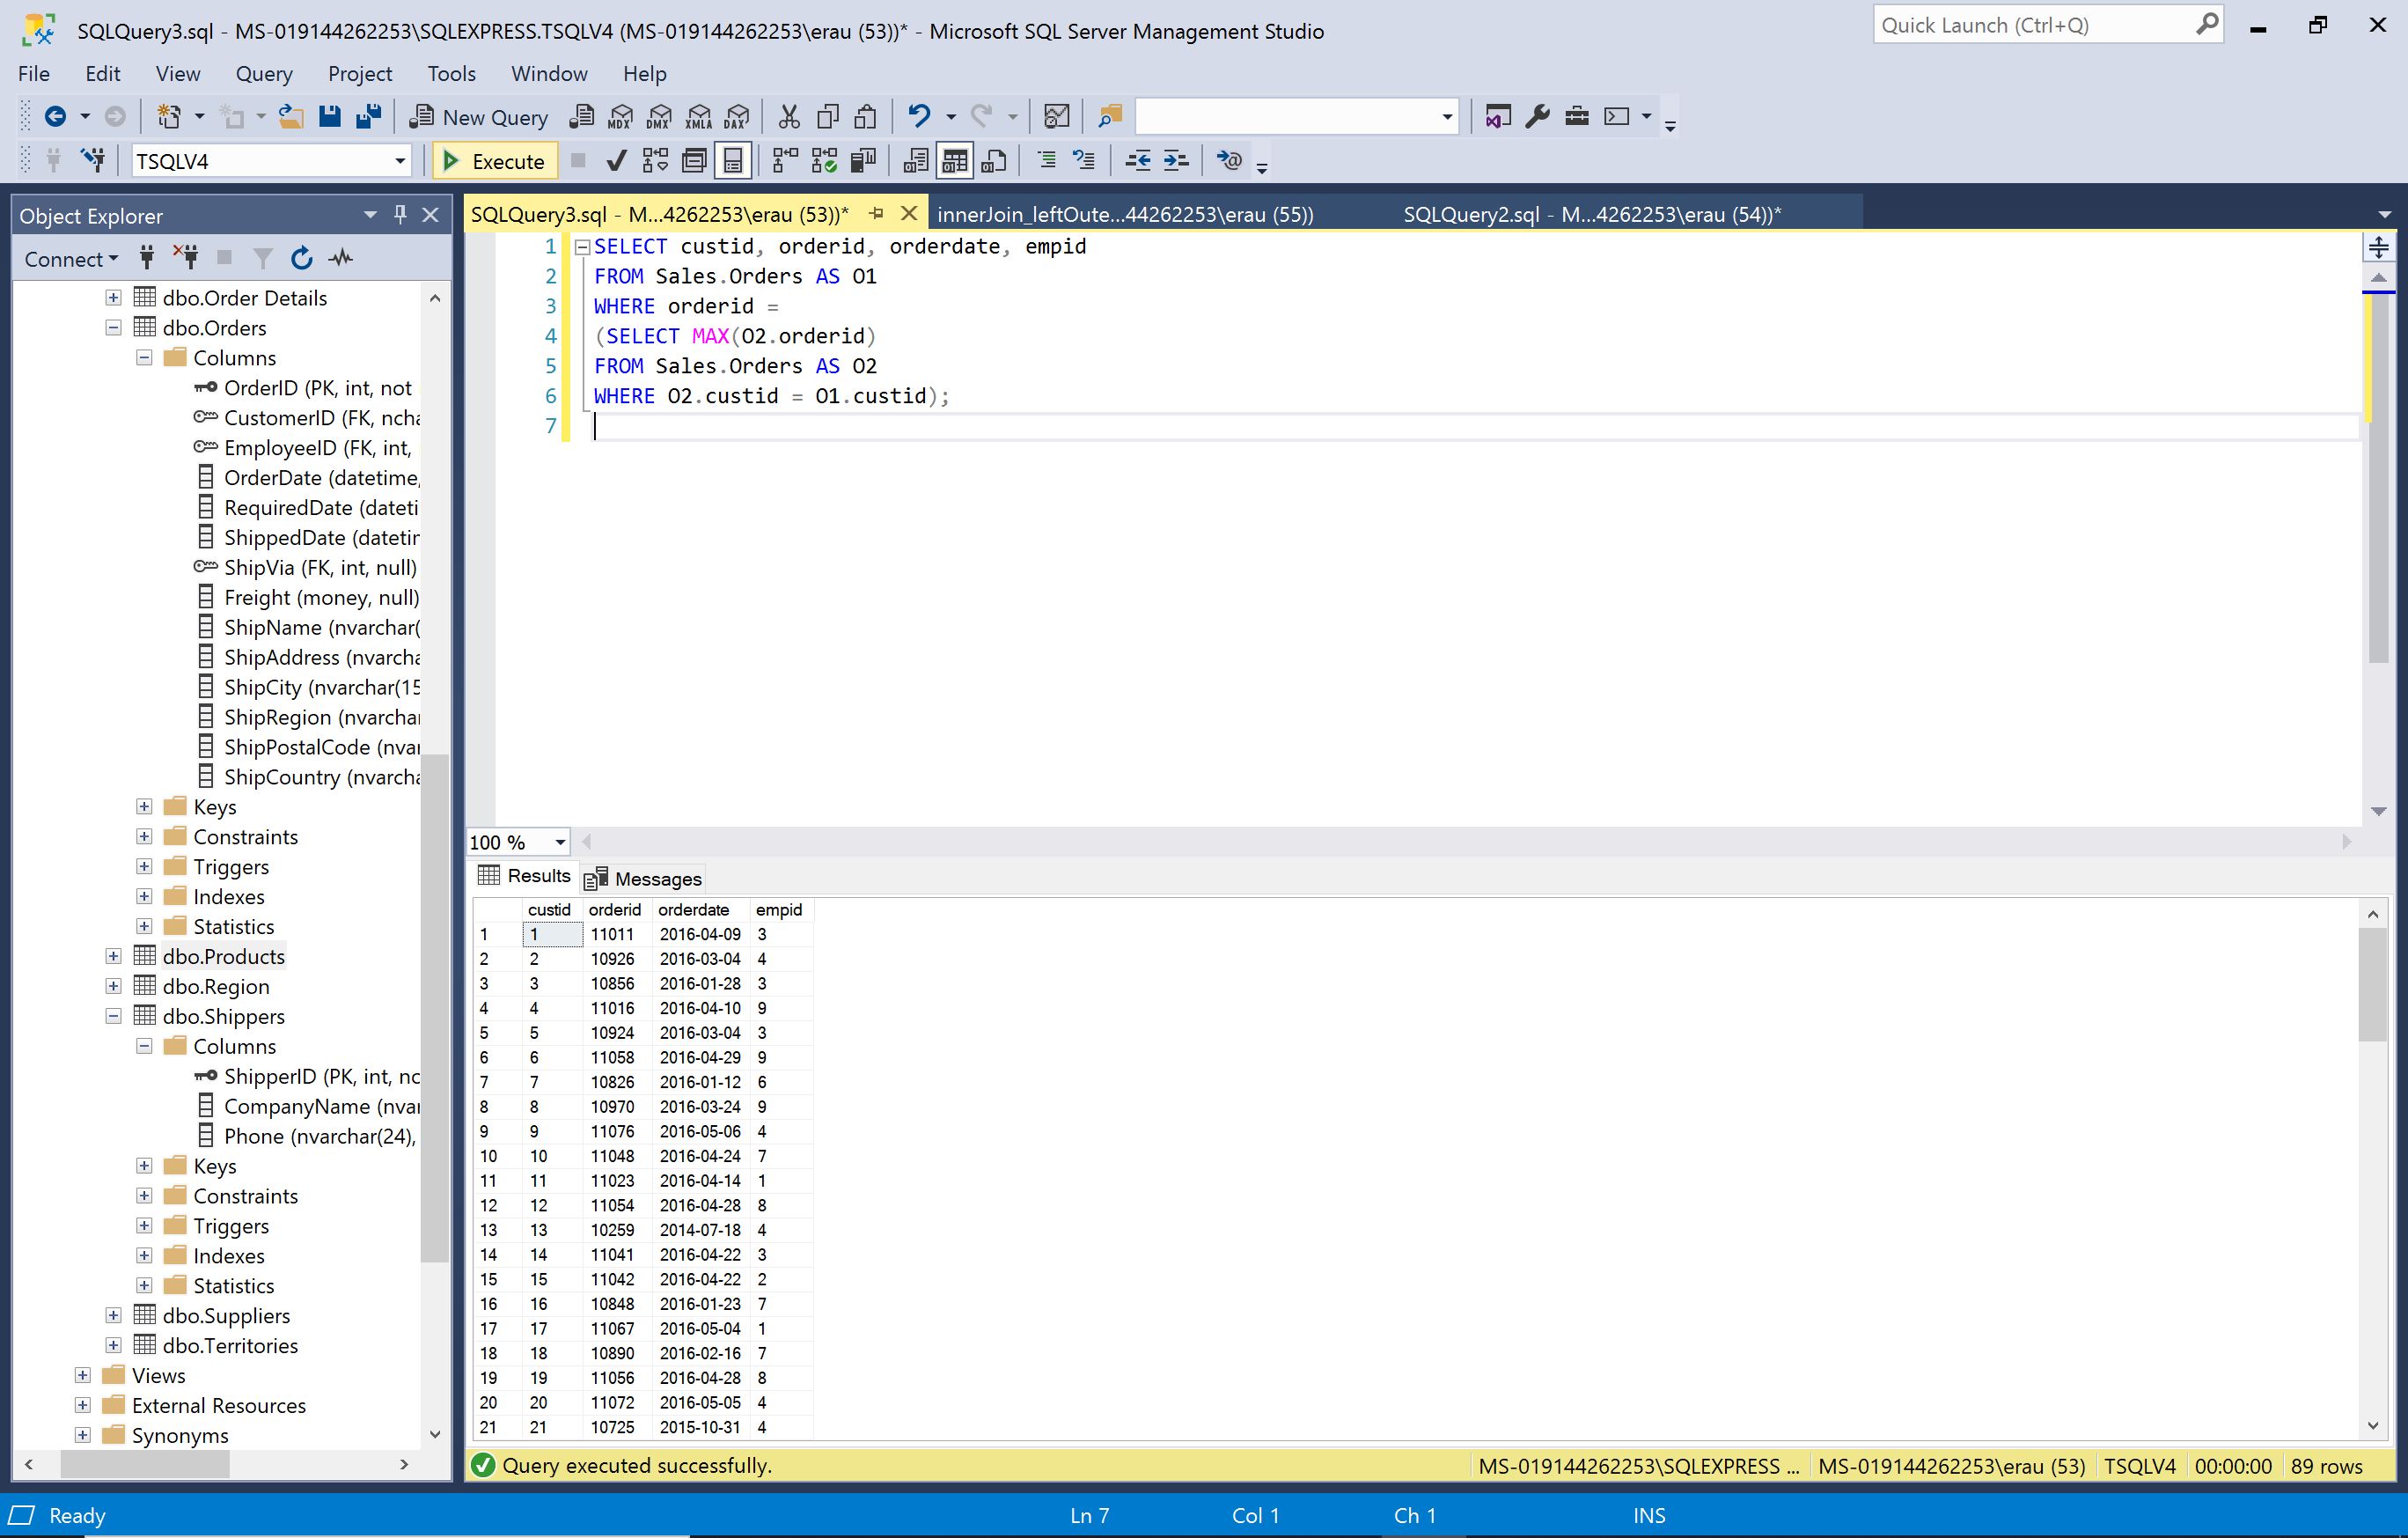 SQLQuery3.sql - MS-019144262253\SQLEXPRESS.TSQLV4 (MS-019144262253\erau (53))* - Microsoft SQL Server Management Studio
Quick Launch (Ctrl+Q)
File Edit View Query Project Tools Window Help
New Query MDX DMX XMLA DAX
TSQLV4 Execute
Object Explorer
Connect
dbo.Order Details
dbo.Orders
Columns
OrderID (PK, int, not
CustomerID (FK, ncha
EmployeeID (FK, int,
OrderDate (datetime,
RequiredDate (dateti
ShippedDate (datetin
ShipVia (FK, int, null)
Freight (money, null)
ShipName (nvarchar(
ShipAddress (nvarcha
ShipCity (nvarchar(15
ShipRegion (nvarchar
ShipPostalCode (nvar
ShipCountry (nvarcha
Keys
Constraints
Triggers
Indexes
Statistics
dbo.Products
dbo.Region
dbo.Shippers
Columns
ShipperID (PK, int, no
CompanyName (nvar
Phone (nvarchar(24),
Keys
Constraints
Triggers
Indexes
Statistics
dbo.Suppliers
dbo.Territories
Views
External Resources
Synonyms
SQLQuery3.sql - M...4262253\erau (53))* innerJoin_leftOute...44262253\erau (55)) SQLQuery2.sql - M...4262253\erau (54))*
1 SELECT custid, orderid, orderdate, empid
2 FROM Sales.Orders AS O1
3 WHERE orderid =
4 (SELECT MAX(O2.orderid)
5 FROM Sales.Orders AS O2
6 WHERE O2.custid = O1.custid);
7
100 %
Results Messages
custid orderid orderdate empid
1 1 11011 2016-04-09 3
2 2 10926 2016-03-04 4
3 3 10856 2016-01-28 3
4 4 11016 2016-04-10 9
5 5 10924 2016-03-04 3
6 6 11058 2016-04-29 9
7 7 10826 2016-01-12 6
8 8 10970 2016-03-24 9
9 9 11076 2016-05-06 4
10 10 11048 2016-04-24 7
11 11 11023 2016-04-14 1
12 12 11054 2016-04-28 8
13 13 10259 2014-07-18 4
14 14 11041 2016-04-22 3
15 15 11042 2016-04-22 2
16 16 10848 2016-01-23 7
17 17 11067 2016-05-04 1
18 18 10890 2016-02-16 7
19 19 11056 2016-04-28 8
20 20 11072 2016-05-05 4
21 21 10725 2015-10-31 4
Query executed successfully. MS-019144262253\SQLEXPRESS ... MS-019144262253\erau (53) TSQLV4 00:00:00 89 rows
Ready Ln 7 Col 1 Ch 1 INS